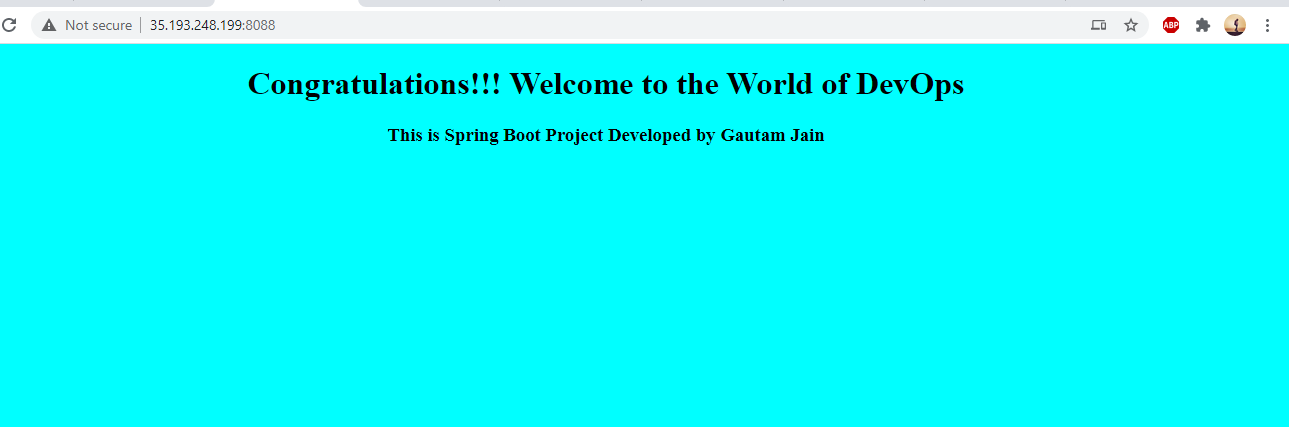 Not secure 35.193.248.199:8088
ABP
Congratulations!!! Welcome to the World of DevOps
This is Spring Boot Project Developed by Gautam Jain